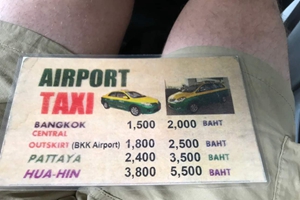 AIRPORT
TAXI
BANGKOK 1,500 2,000 BAHT
CENTRAL
OUTSKIRT (BKK Airport) 1,800 2,500 BAHT
PATTAYA 2,400 3,500 BAHT
HUA-HIN 3,800 5,500 BAHT